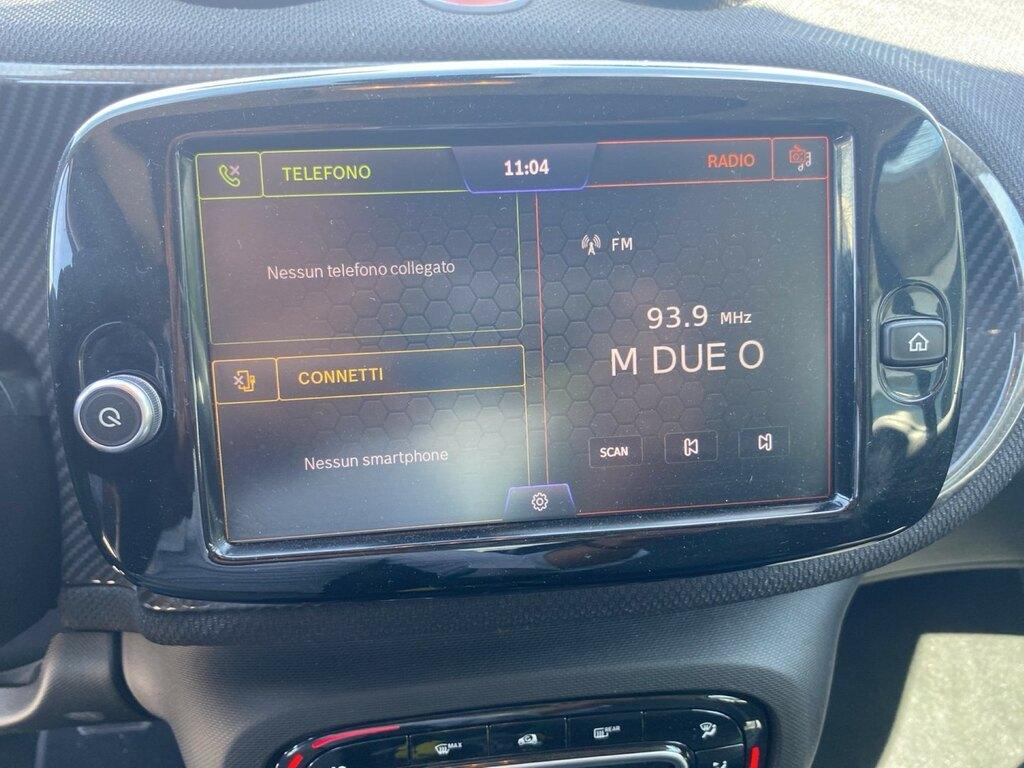 TELEFONO
11:04
RADIO
Nessun telefono collegato
FM
93.9 MHz
M DUE O
CONNETTI
Nessun smartphone
SCAN
MAX
REAR